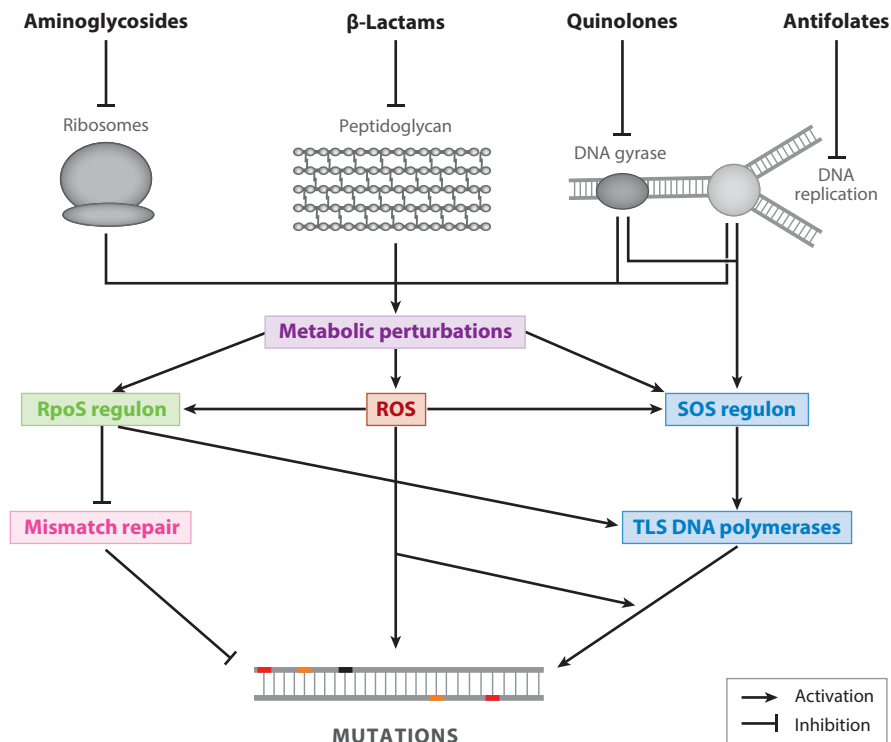 Aminoglycosides
β-Lactams
Quinolones
Antifolates
Ribosomes
Peptidoglycan
DNA gyrase
DNA
replication
Metabolic perturbations
RpoS regulon
ROS
SOS regulon
Mismatch repair
TLS DNA polymerases
MUTATIONS
Activation
Inhibition